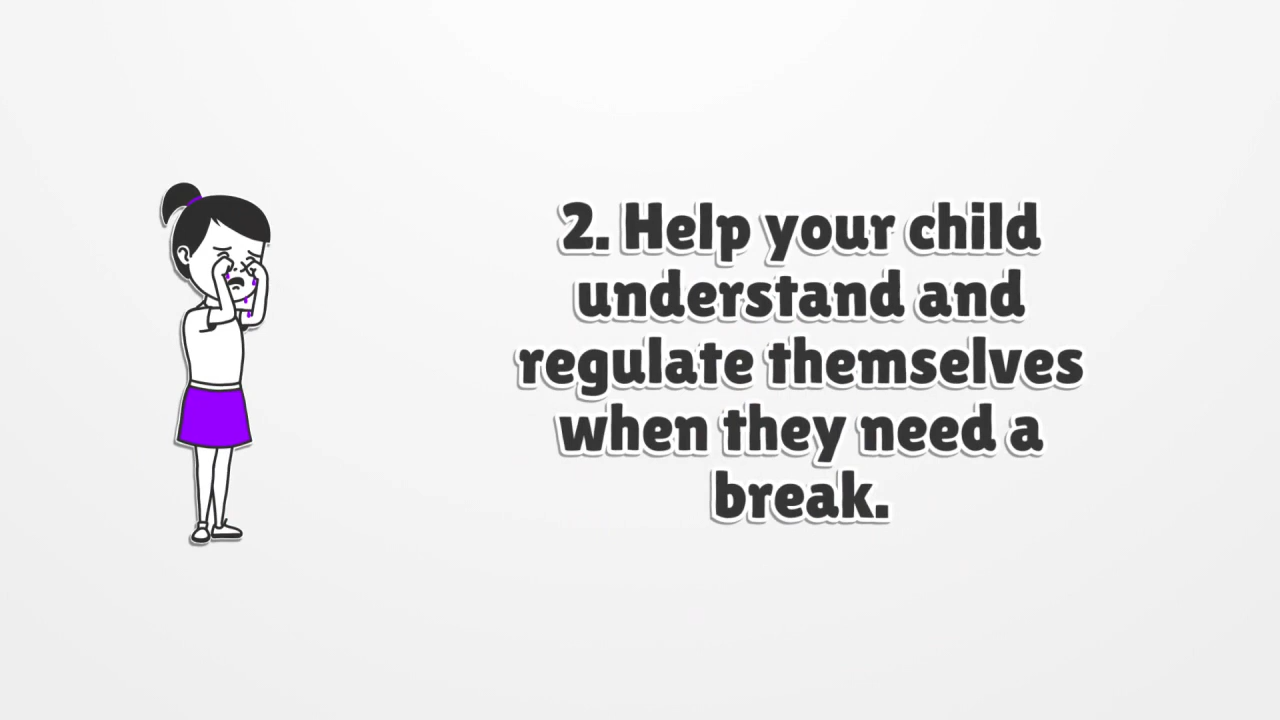 2. Help your child
understand and
regulate themselves
when they need a
break.